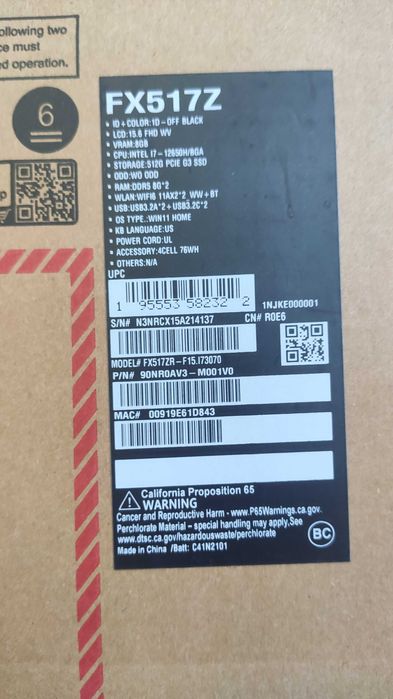 ollowing two
ce must
ed operation.
6
p
FX517Z
• ID+COLOR:1D-OFF BLACK
• LCD:15.6 FHD WV
• VRAM:8GB
• CPU:INTEL I7-12650H/BGA
• STORAGE:512G PCIE G3 SSD
• ODD:WO ODD
• RAM:DDR5 8G*2
• WLAN:WIFI6 11AX2*2 WW+BT
• USB:USB3.2A*2+USB3.2C*2
• OS TYPE.:WIN11 HOME
• KB LANGUAGE:US
• POWER CORD:UL
• ACCESSORY:4CELL 76WH
• OTHERS:N/A
UPC
1 95553 58232 2
1NJKE000001
S/N# N3NRCX15A214137 CN# R0E6
MODEL# FX517ZR-F15.I73070
P/N# 90NR0AV3-M001V0
MAC# 00919E61D843
California Proposition 65
WARNING
Cancer and Reproductive Harm - www.P65Warnings.ca.gov.
Perchlorate Material – special handling may apply.See
www.dtsc.ca.gov/hazardouswaste/perchlorate
Made in China /Batt: C41N2101
BC